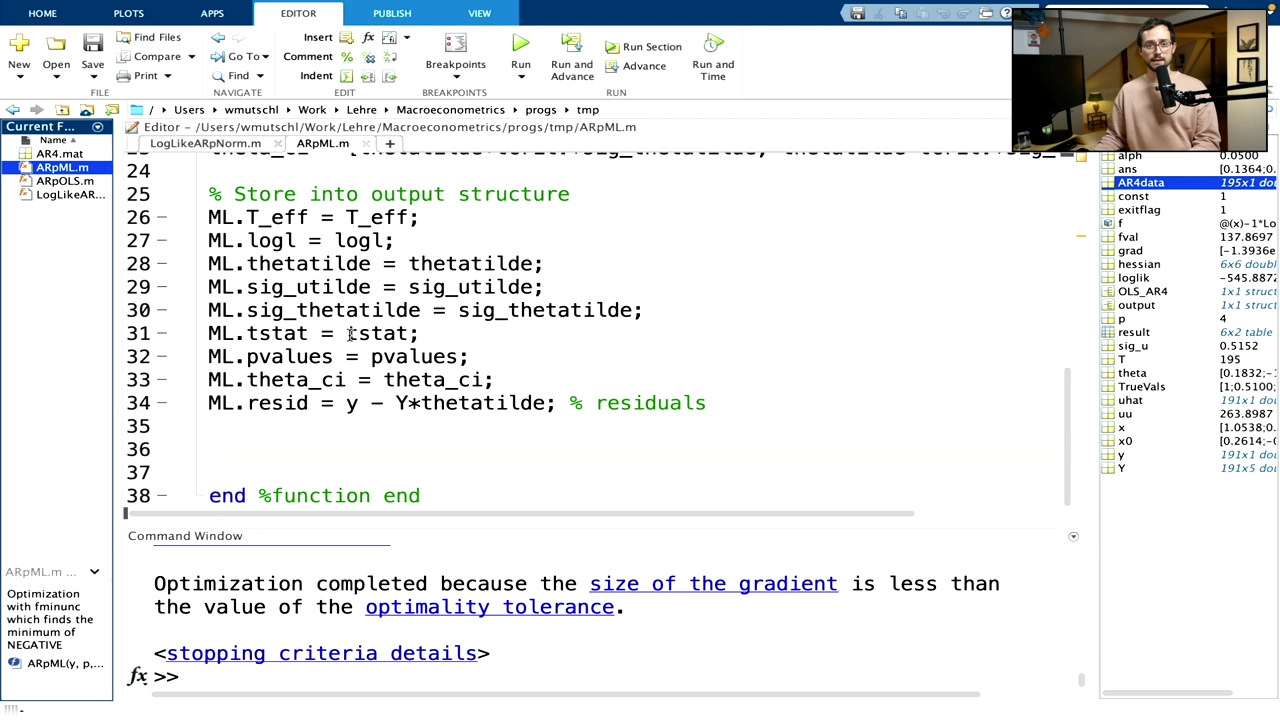 HOME PLOTS APPS EDITOR PUBLISH VIEW
New Open Save
Find Files
Compare
Print
FILE
Go To
Find
NAVIGATE
Insert fx
Comment %
Indent
EDIT
Breakpoints
BREAKPOINTS
Run
Run and Advance
Run Section
Advance
Run and Time
RUN
/ Users wmutschl Work Lehre Macroeconometrics progs tmp
Current F...
Name
AR4.mat
ARpML.m
ARpOLS.m
LogLikeAR...
Editor - /Users/wmutschl/Work/Lehre/Macroeconometrics/progs/tmp/ARpML.m
LogLikeARpNorm.m ARpML.m +
24
25 % Store into output structure
26 ML.T_eff = T_eff;
27 ML.logl = logl;
28 ML.thetatilde = thetatilde;
29 ML.sig_utilde = sig_utilde;
30 ML.sig_thetatilde = sig_thetatilde;
31 ML.tstat = tstat;
32 ML.pvalues = pvalues;
33 ML.theta_ci = theta_ci;
34 ML.resid = y - Y*thetatilde; % residuals
35
36
37
38 end %function end
Command Window
Optimization completed because the size of the gradient is less than
the value of the optimality tolerance.
<stopping criteria details>
fx >>
ARpML.m ...
Optimization
with fminunc
which finds the
minimum of
NEGATIVE
ARpML(y, p,...
alph 0.0500
ans [0.1364;0.
AR4data 195x1 dou
const 1
exitflag 1
f @(x)-1*Lo
fval 137.8697
grad [-1.3936e
hessian 6x6 doubl
loglik -545.8872
OLS_AR4 1x1 struct
output 1x1 struct
p 4
result 6x2 table
sig_u 0.5152
T 195
theta [0.1832;-
TrueVals [1;0.5100;
uhat 191x1 dou
uu 263.8987
x [1.0538;0.
x0 [0.2614;-0
y 191x1 dou
Y 191x5 dou